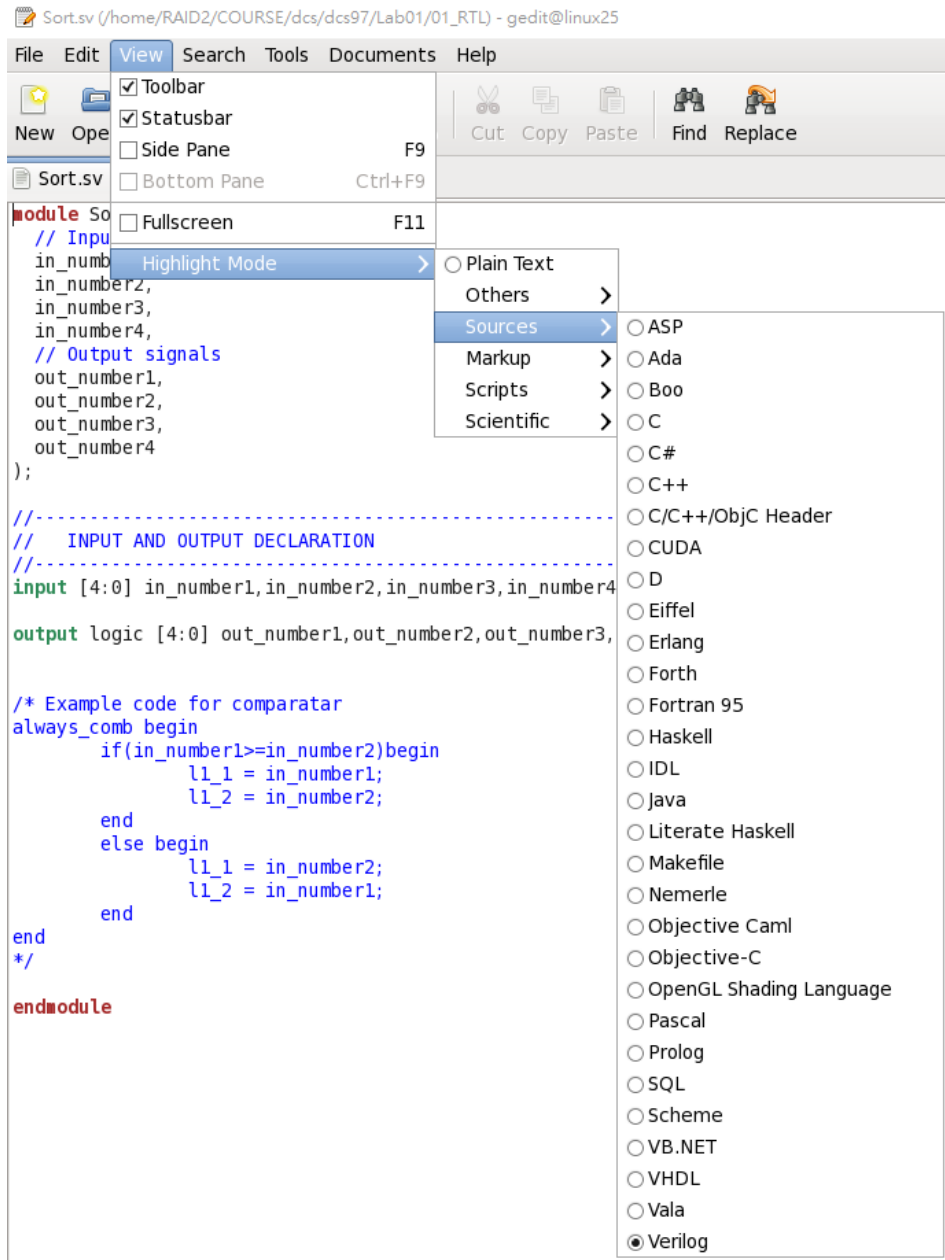 Sort.sv (/home/RAID2/COURSE/dcs/dcs97/Lab01/01_RTL) - gedit@linux25
File Edit View Search Tools Documents Help
New Ope Cut Copy Paste Find Replace
Toolbar
Statusbar
Side Pane F9
Bottom Pane Ctrl+F9
Fullscreen F11
Highlight Mode
Plain Text
Others
Sources
Markup
Scripts
Scientific
ASP
Ada
Boo
C
C#
C++
C/C++/ObjC Header
CUDA
D
Eiffel
Erlang
Forth
Fortran 95
Haskell
IDL
Java
Literate Haskell
Makefile
Nemerle
Objective Caml
Objective-C
OpenGL Shading Language
Pascal
Prolog
SQL
Scheme
VB.NET
VHDL
Vala
Verilog
Sort.sv
module So
// Inpu
in_numb
in_number2,
in_number3,
in_number4,
// Output signals
out_number1,
out_number2,
out_number3,
out_number4
);
//-----------------------------------------------------
//   INPUT AND OUTPUT DECLARATION
//-----------------------------------------------------
input [4:0] in_number1,in_number2,in_number3,in_number4
output logic [4:0] out_number1,out_number2,out_number3,
/* Example code for comparatar
always_comb begin
if(in_number1>=in_number2)begin
l1_1 = in_number1;
l1_2 = in_number2;
end
else begin
l1_1 = in_number2;
l1_2 = in_number1;
end
end
*/
endmodule